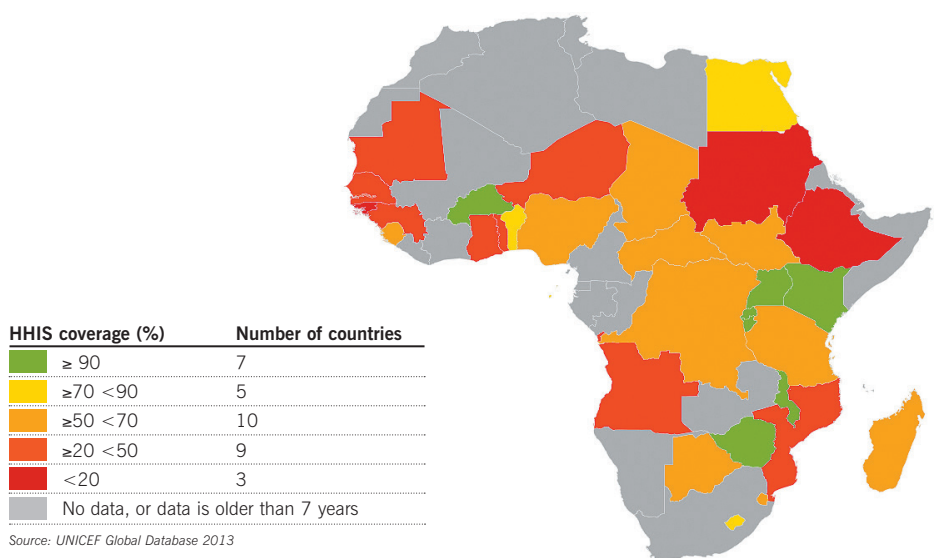 HHIS coverage (%) Number of countries
≥ 90 7
≥70 <90 5
≥50 <70 10
≥20 <50 9
<20 3
No data, or data is older than 7 years
Source: UNICEF Global Database 2013